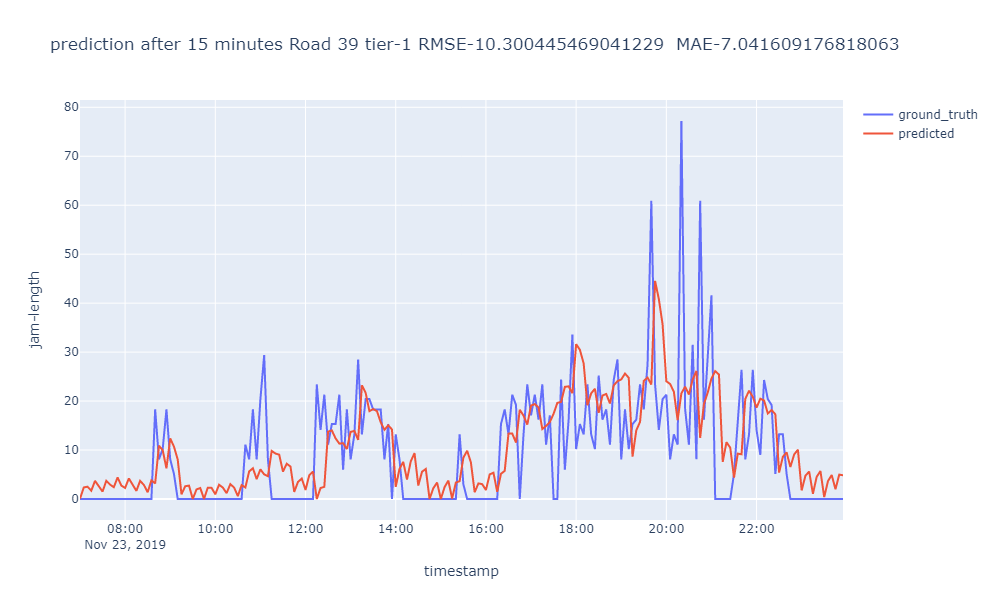 prediction after 15 minutes Road 39 tier-1 RMSE-10.300445469041229  MAE-7.041609176818063
ground_truth
predicted
jam-length
80
70
60
50
40
30
20
10
0
08:00 10:00 12:00 14:00 16:00 18:00 20:00 22:00
Nov 23, 2019
timestamp